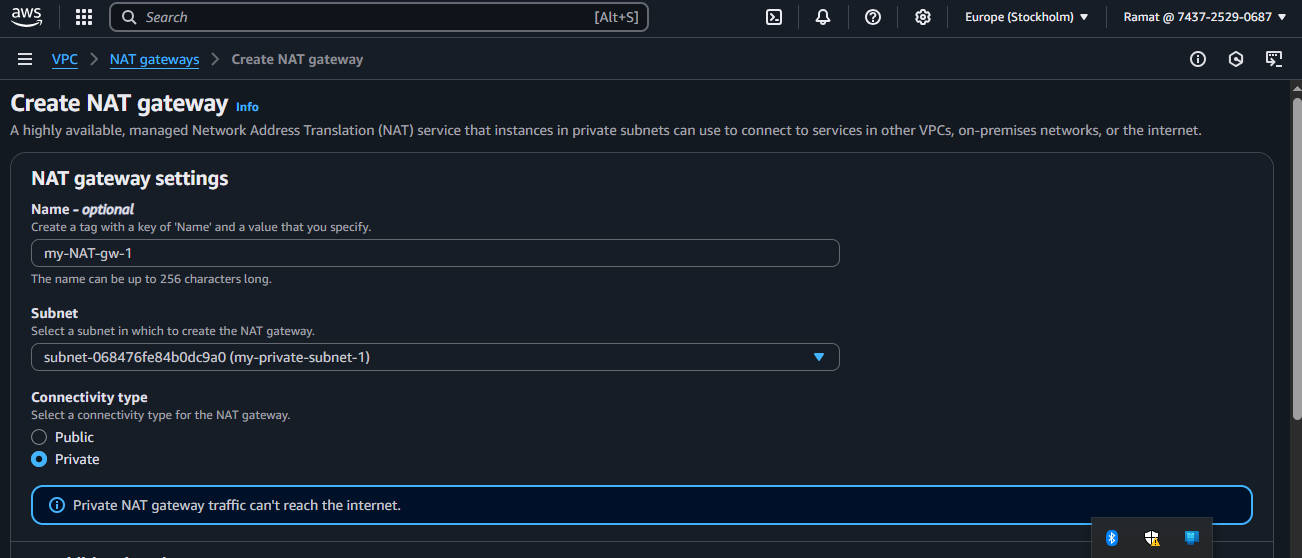 aws
Search [Alt+S] Europe (Stockholm) Ramat @ 7437-2529-0687
VPC NAT gateways Create NAT gateway
Create NAT gateway Info
A highly available, managed Network Address Translation (NAT) service that instances in private subnets can use to connect to services in other VPCs, on-premises networks, or the internet.
NAT gateway settings
Name - optional
Create a tag with a key of 'Name' and a value that you specify.
my-NAT-gw-1
The name can be up to 256 characters long.
Subnet
Select a subnet in which to create the NAT gateway.
subnet-068476fe84b0dc9a0 (my-private-subnet-1)
Connectivity type
Select a connectivity type for the NAT gateway.
Public
Private
Private NAT gateway traffic can't reach the internet.